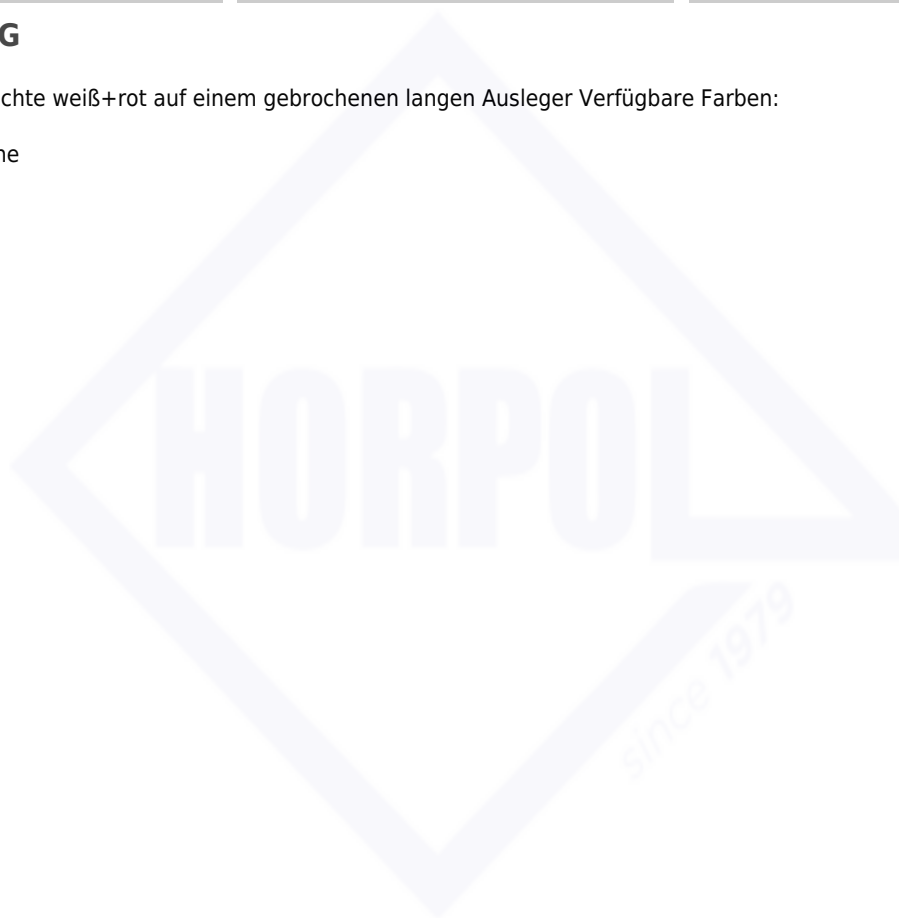 G
chte weiß+rot auf einem gebrochenen langen Ausleger Verfügbare Farben:
ne
HORPOL
since 1979